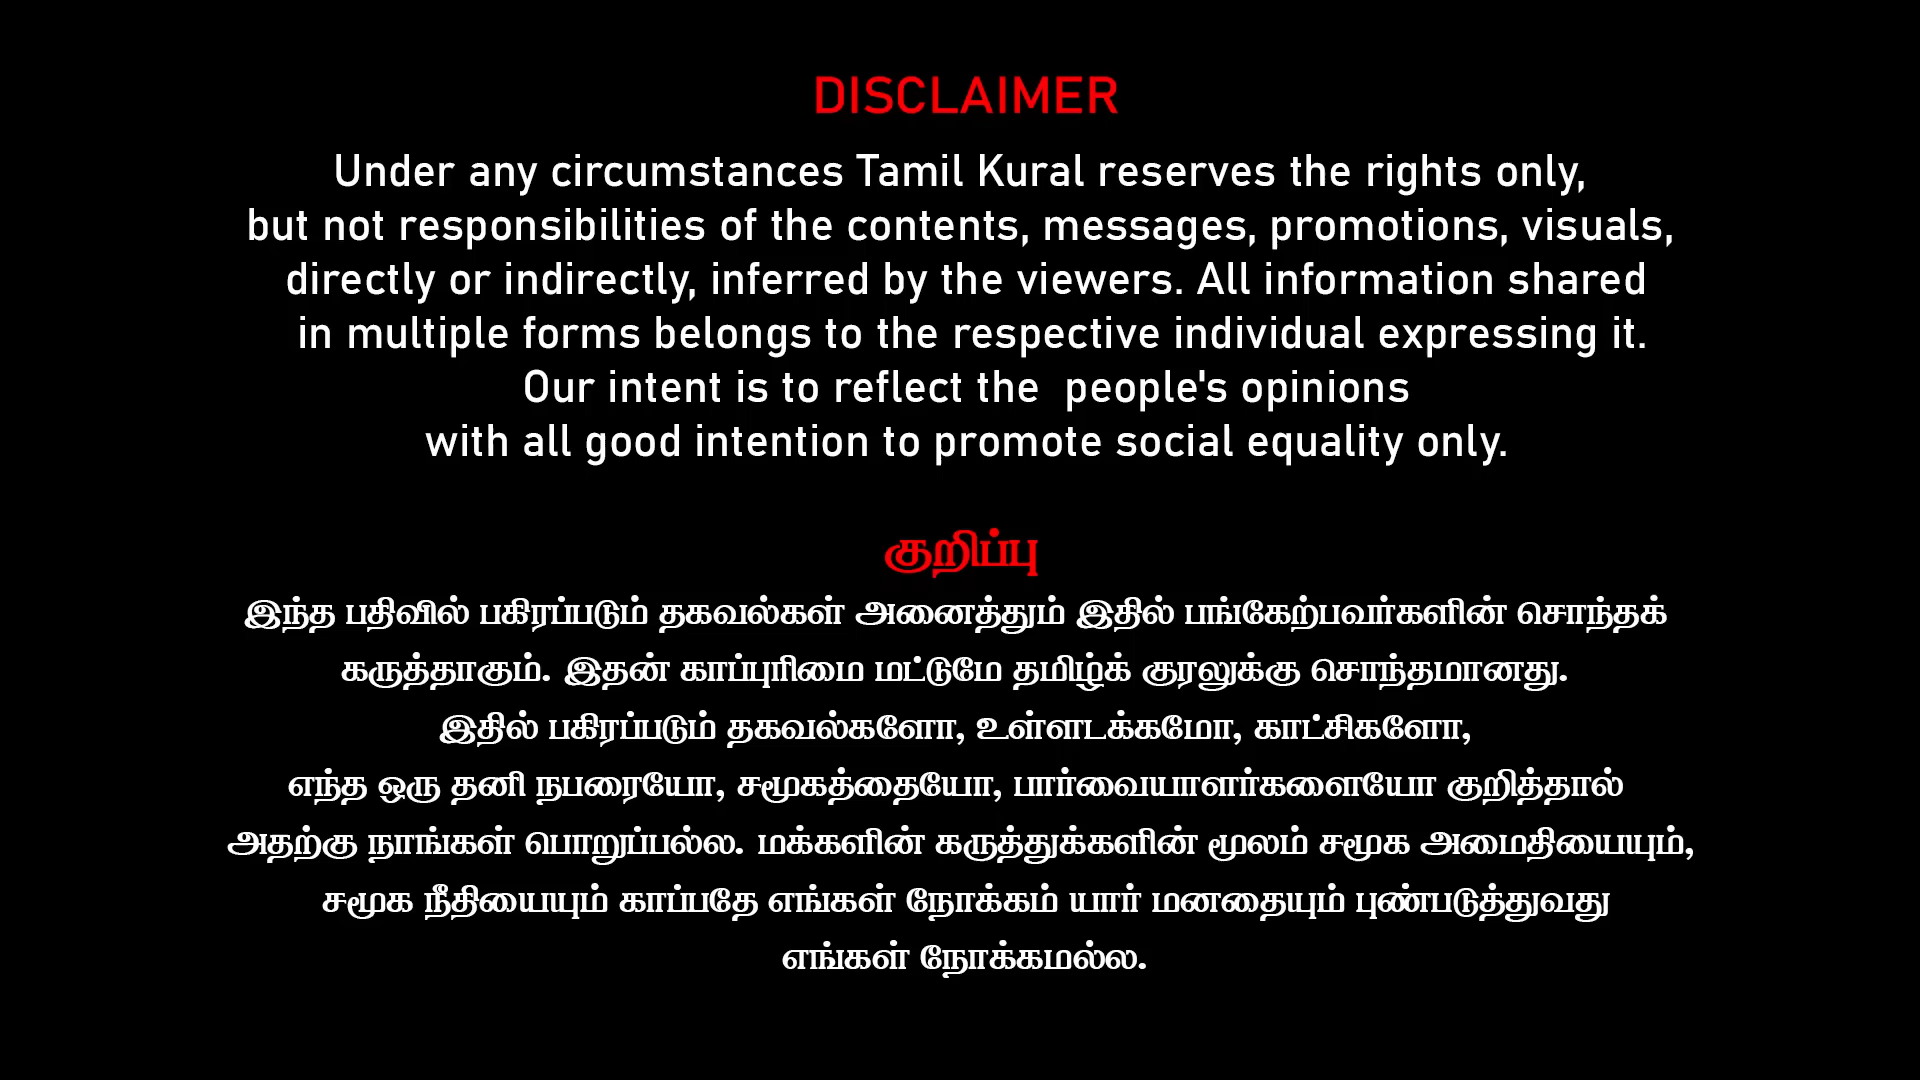 DISCLAIMER
Under any circumstances Tamil Kural reserves the rights only,
but not responsibilities of the contents, messages, promotions, visuals,
directly or indirectly, inferred by the viewers. All information shared
in multiple forms belongs to the respective individual expressing it.
Our intent is to reflect the people's opinions
with all good intention to promote social equality only.
குறிப்பு
இந்த பதிவில் பகிரப்படும் தகவல்கள் அனைத்தும் இதில் பங்கேற்பவர்களின் சொந்தக்
கருத்தாகும். இதன் காப்புரிமை மட்டுமே தமிழ்க் குரலுக்கு சொந்தமானது.
இதில் பகிரப்படும் தகவல்களோ, உள்ளடக்கமோ, காட்சிகளோ,
எந்த ஒரு தனி நபரையோ, சமூகத்தையோ, பார்வையாளர்களையோ குறித்தால்
அதற்கு நாங்கள் பொறுப்பல்ல. மக்களின் கருத்துக்களின் மூலம் சமூக அமைதியையும்,
சமூக நீதியையும் காப்பதே எங்கள் நோக்கம் யார் மனதையும் புண்படுத்துவது
எங்கள் நோக்கமல்ல.